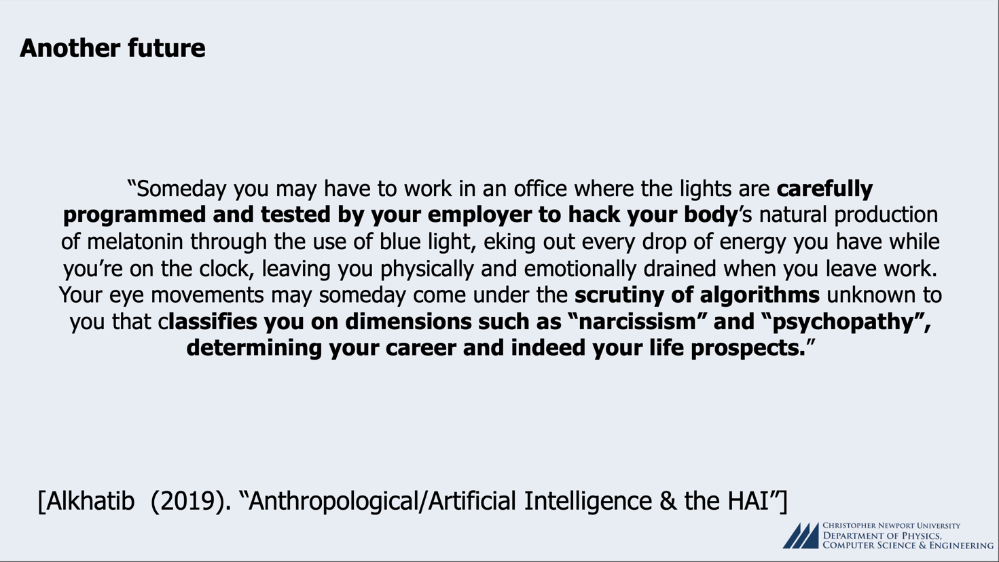 Another future
“Someday you may have to work in an office where the lights are carefully
programmed and tested by your employer to hack your body’s natural production
of melatonin through the use of blue light, eking out every drop of energy you have while
you’re on the clock, leaving you physically and emotionally drained when you leave work.
Your eye movements may someday come under the scrutiny of algorithms unknown to
you that classifies you on dimensions such as “narcissism” and “psychopathy”,
determining your career and indeed your life prospects.”
[Alkhatib  (2019). “Anthropological/Artificial Intelligence & the HAI”]
CHRISTOPHER NEWPORT UNIVERSITY
DEPARTMENT OF PHYSICS,
COMPUTER SCIENCE & ENGINEERING